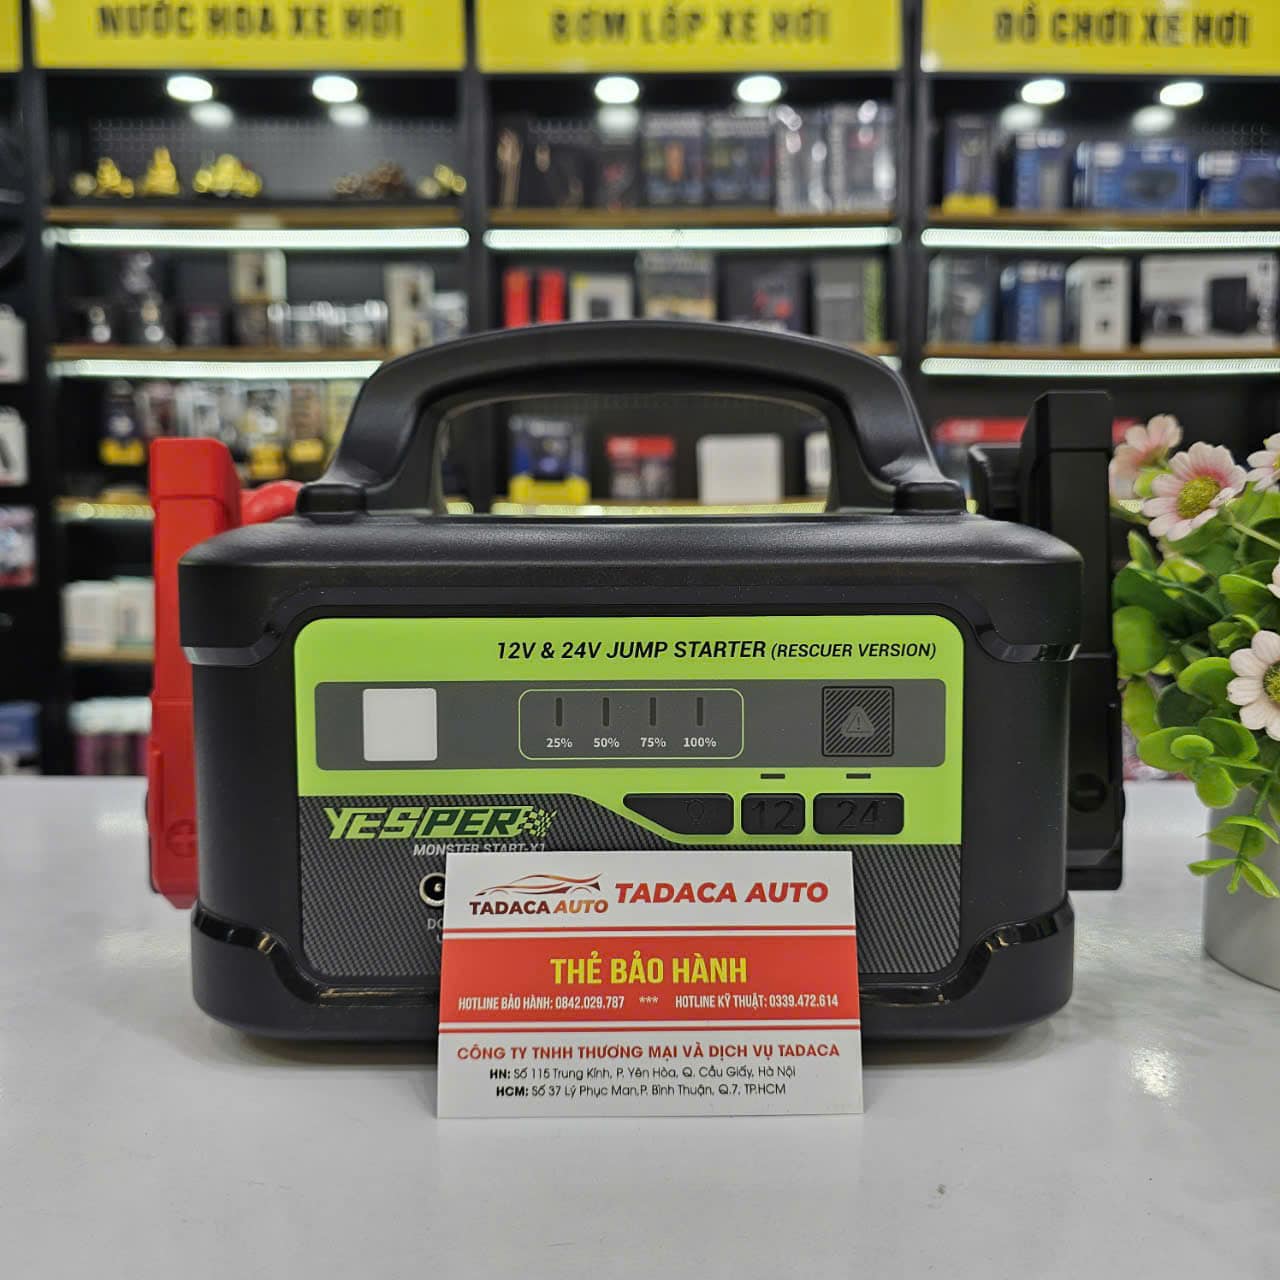 NƯỚC HOA XE HƠI
BƠM LỐP XE HƠI
ĐỒ CHƠI XE HƠI
12V & 24V JUMP STARTER (RESCUER VERSION)
25% 50% 75% 100%
12 24
YESPER
MONSTER START-X1
DC
TADACA AUTO TADACA AUTO
THẺ BẢO HÀNH
HOTLINE BẢO HÀNH: 0842.029.787 *** HOTLINE KỸ THUẬT: 0339.472.614
CÔNG TY TNHH THƯƠNG MẠI VÀ DỊCH VỤ TADACA
HN: Số 115 Trung Kính, P. Yên Hòa, Q. Cầu Giấy, Hà Nội
HCM: Số 37 Lý Phục Man,P. Bình Thuận, Q.7, TP.HCM